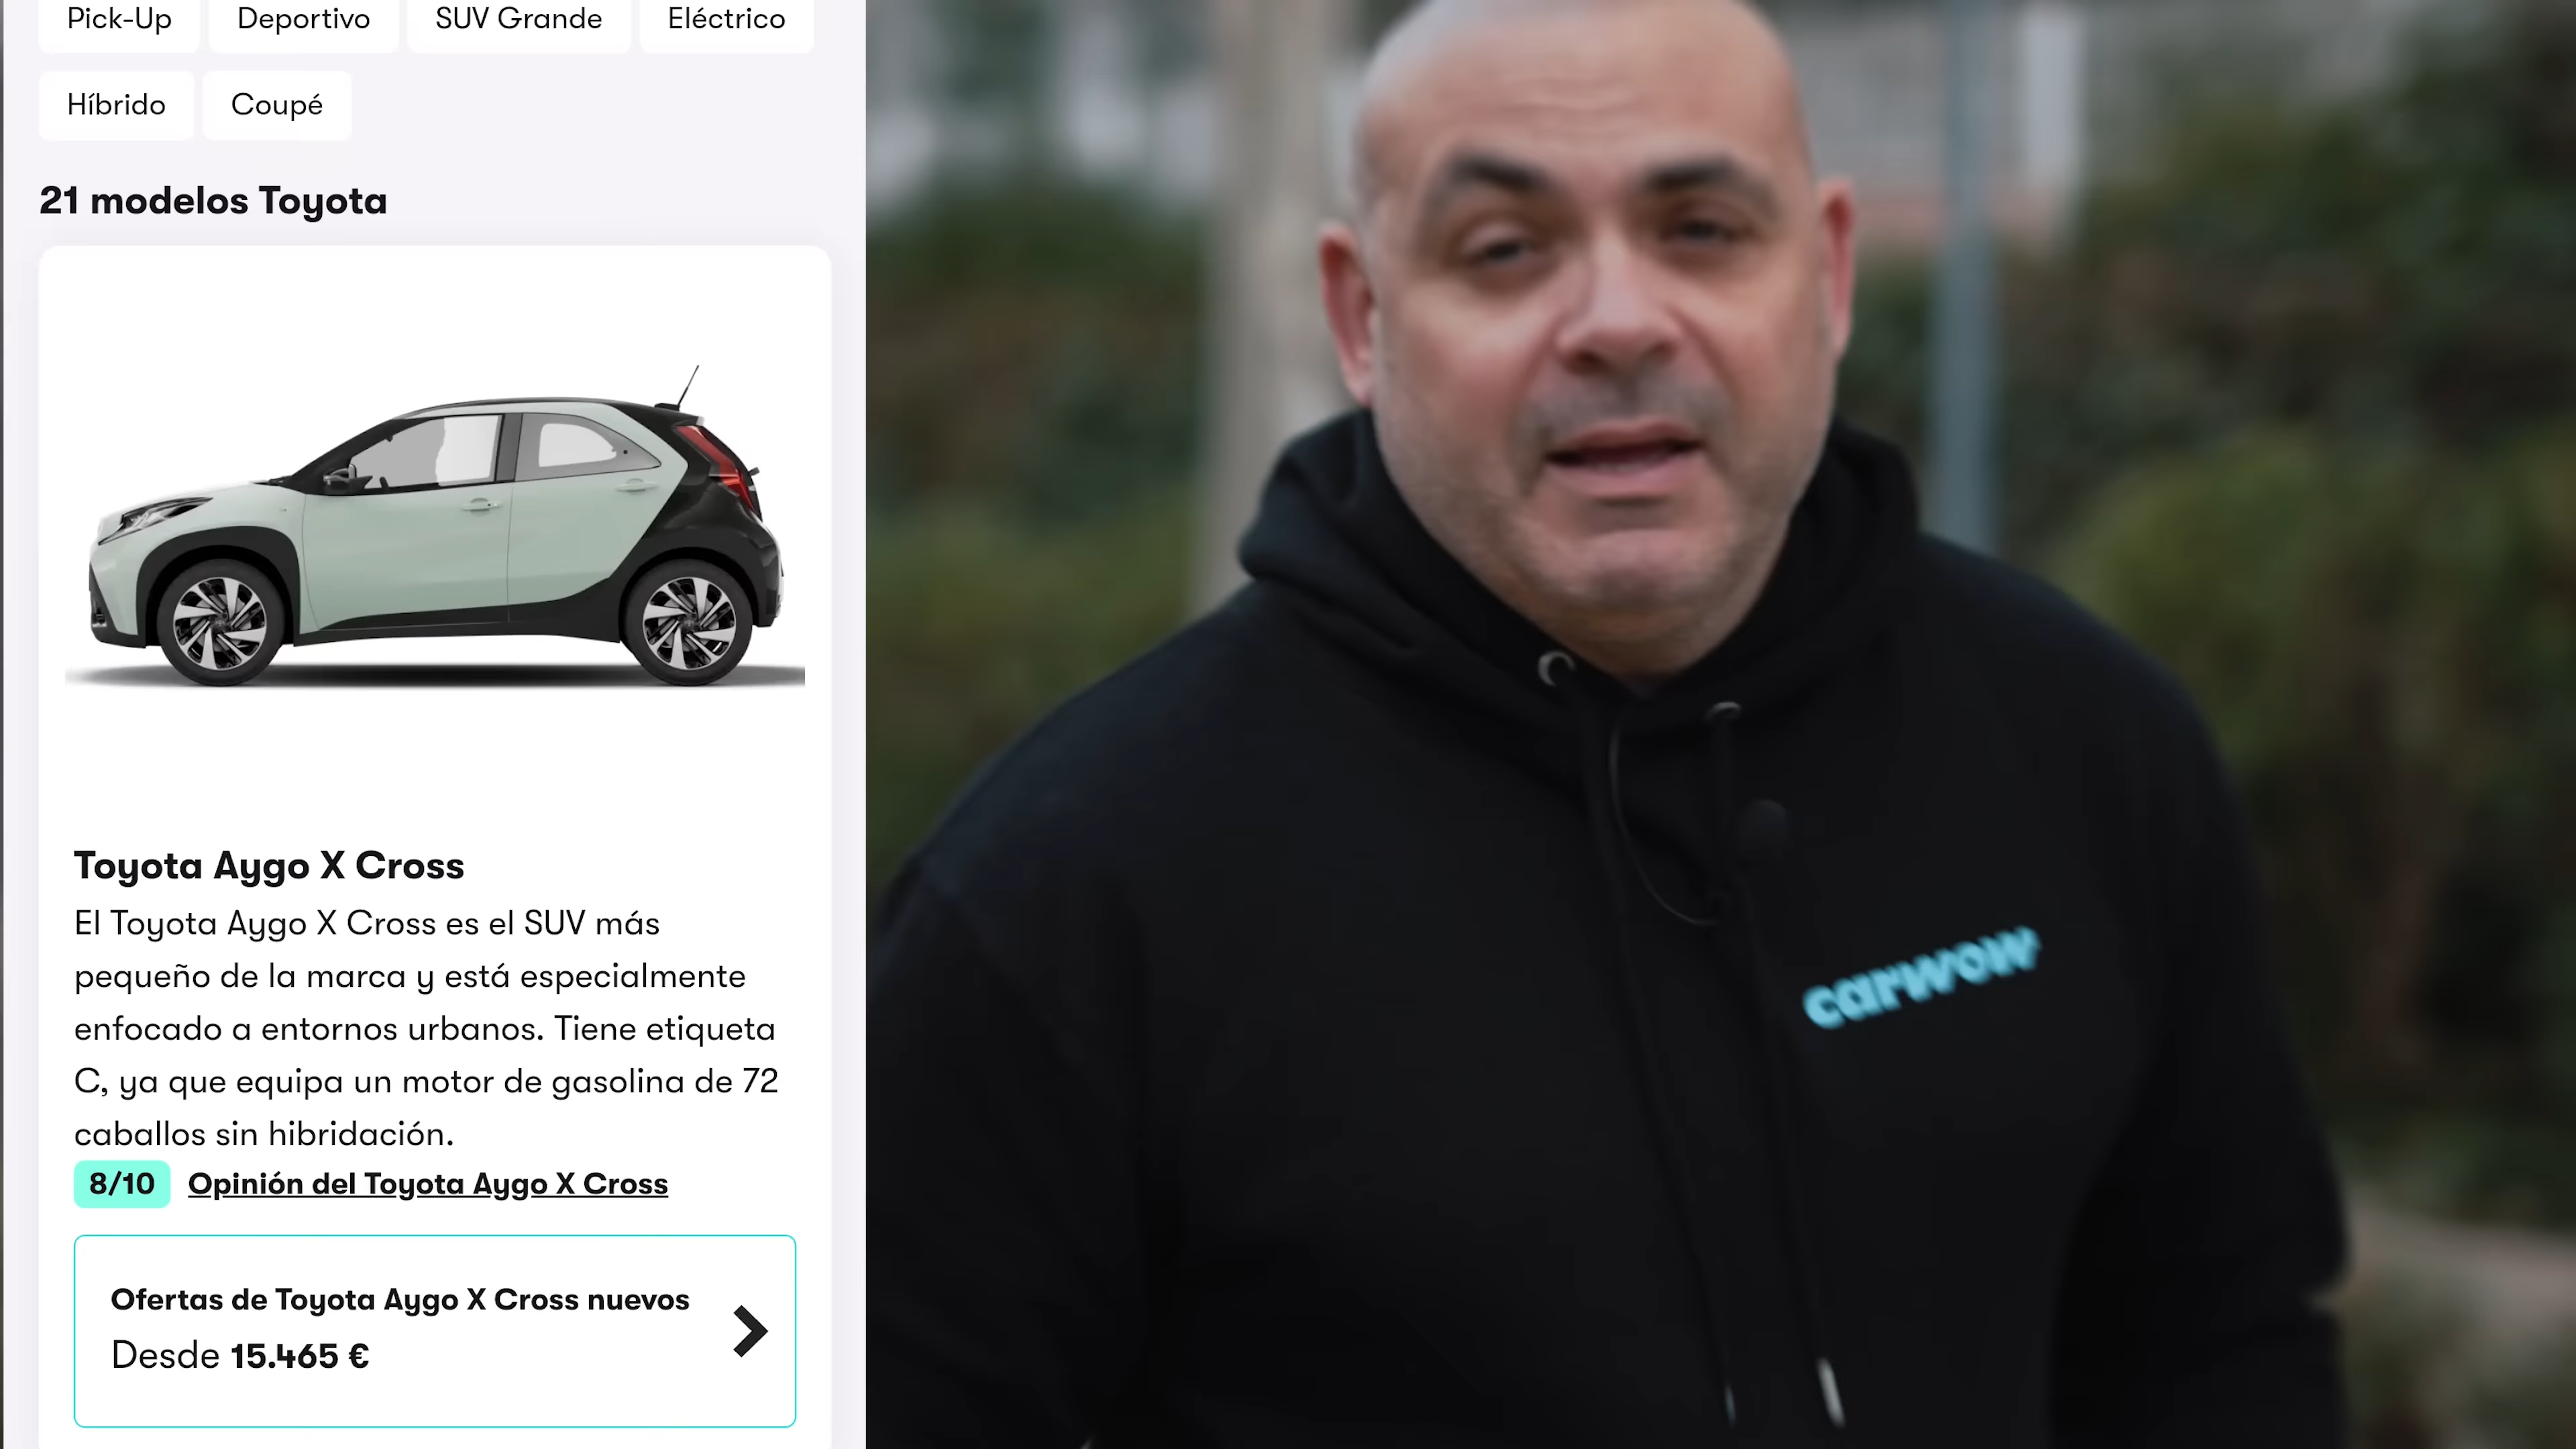 Pick-Up
Deportivo
SUV Grande
Eléctrico
Híbrido
Coupé
21 modelos Toyota
Toyota Aygo X Cross
El Toyota Aygo X Cross es el SUV más
pequeño de la marca y está especialmente
enfocado a entornos urbanos. Tiene etiqueta
C, ya que equipa un motor de gasolina de 72
caballos sin hibridación.
8/10 Opinión del Toyota Aygo X Cross
Ofertas de Toyota Aygo X Cross nuevos
Desde 15.465 €
carwow